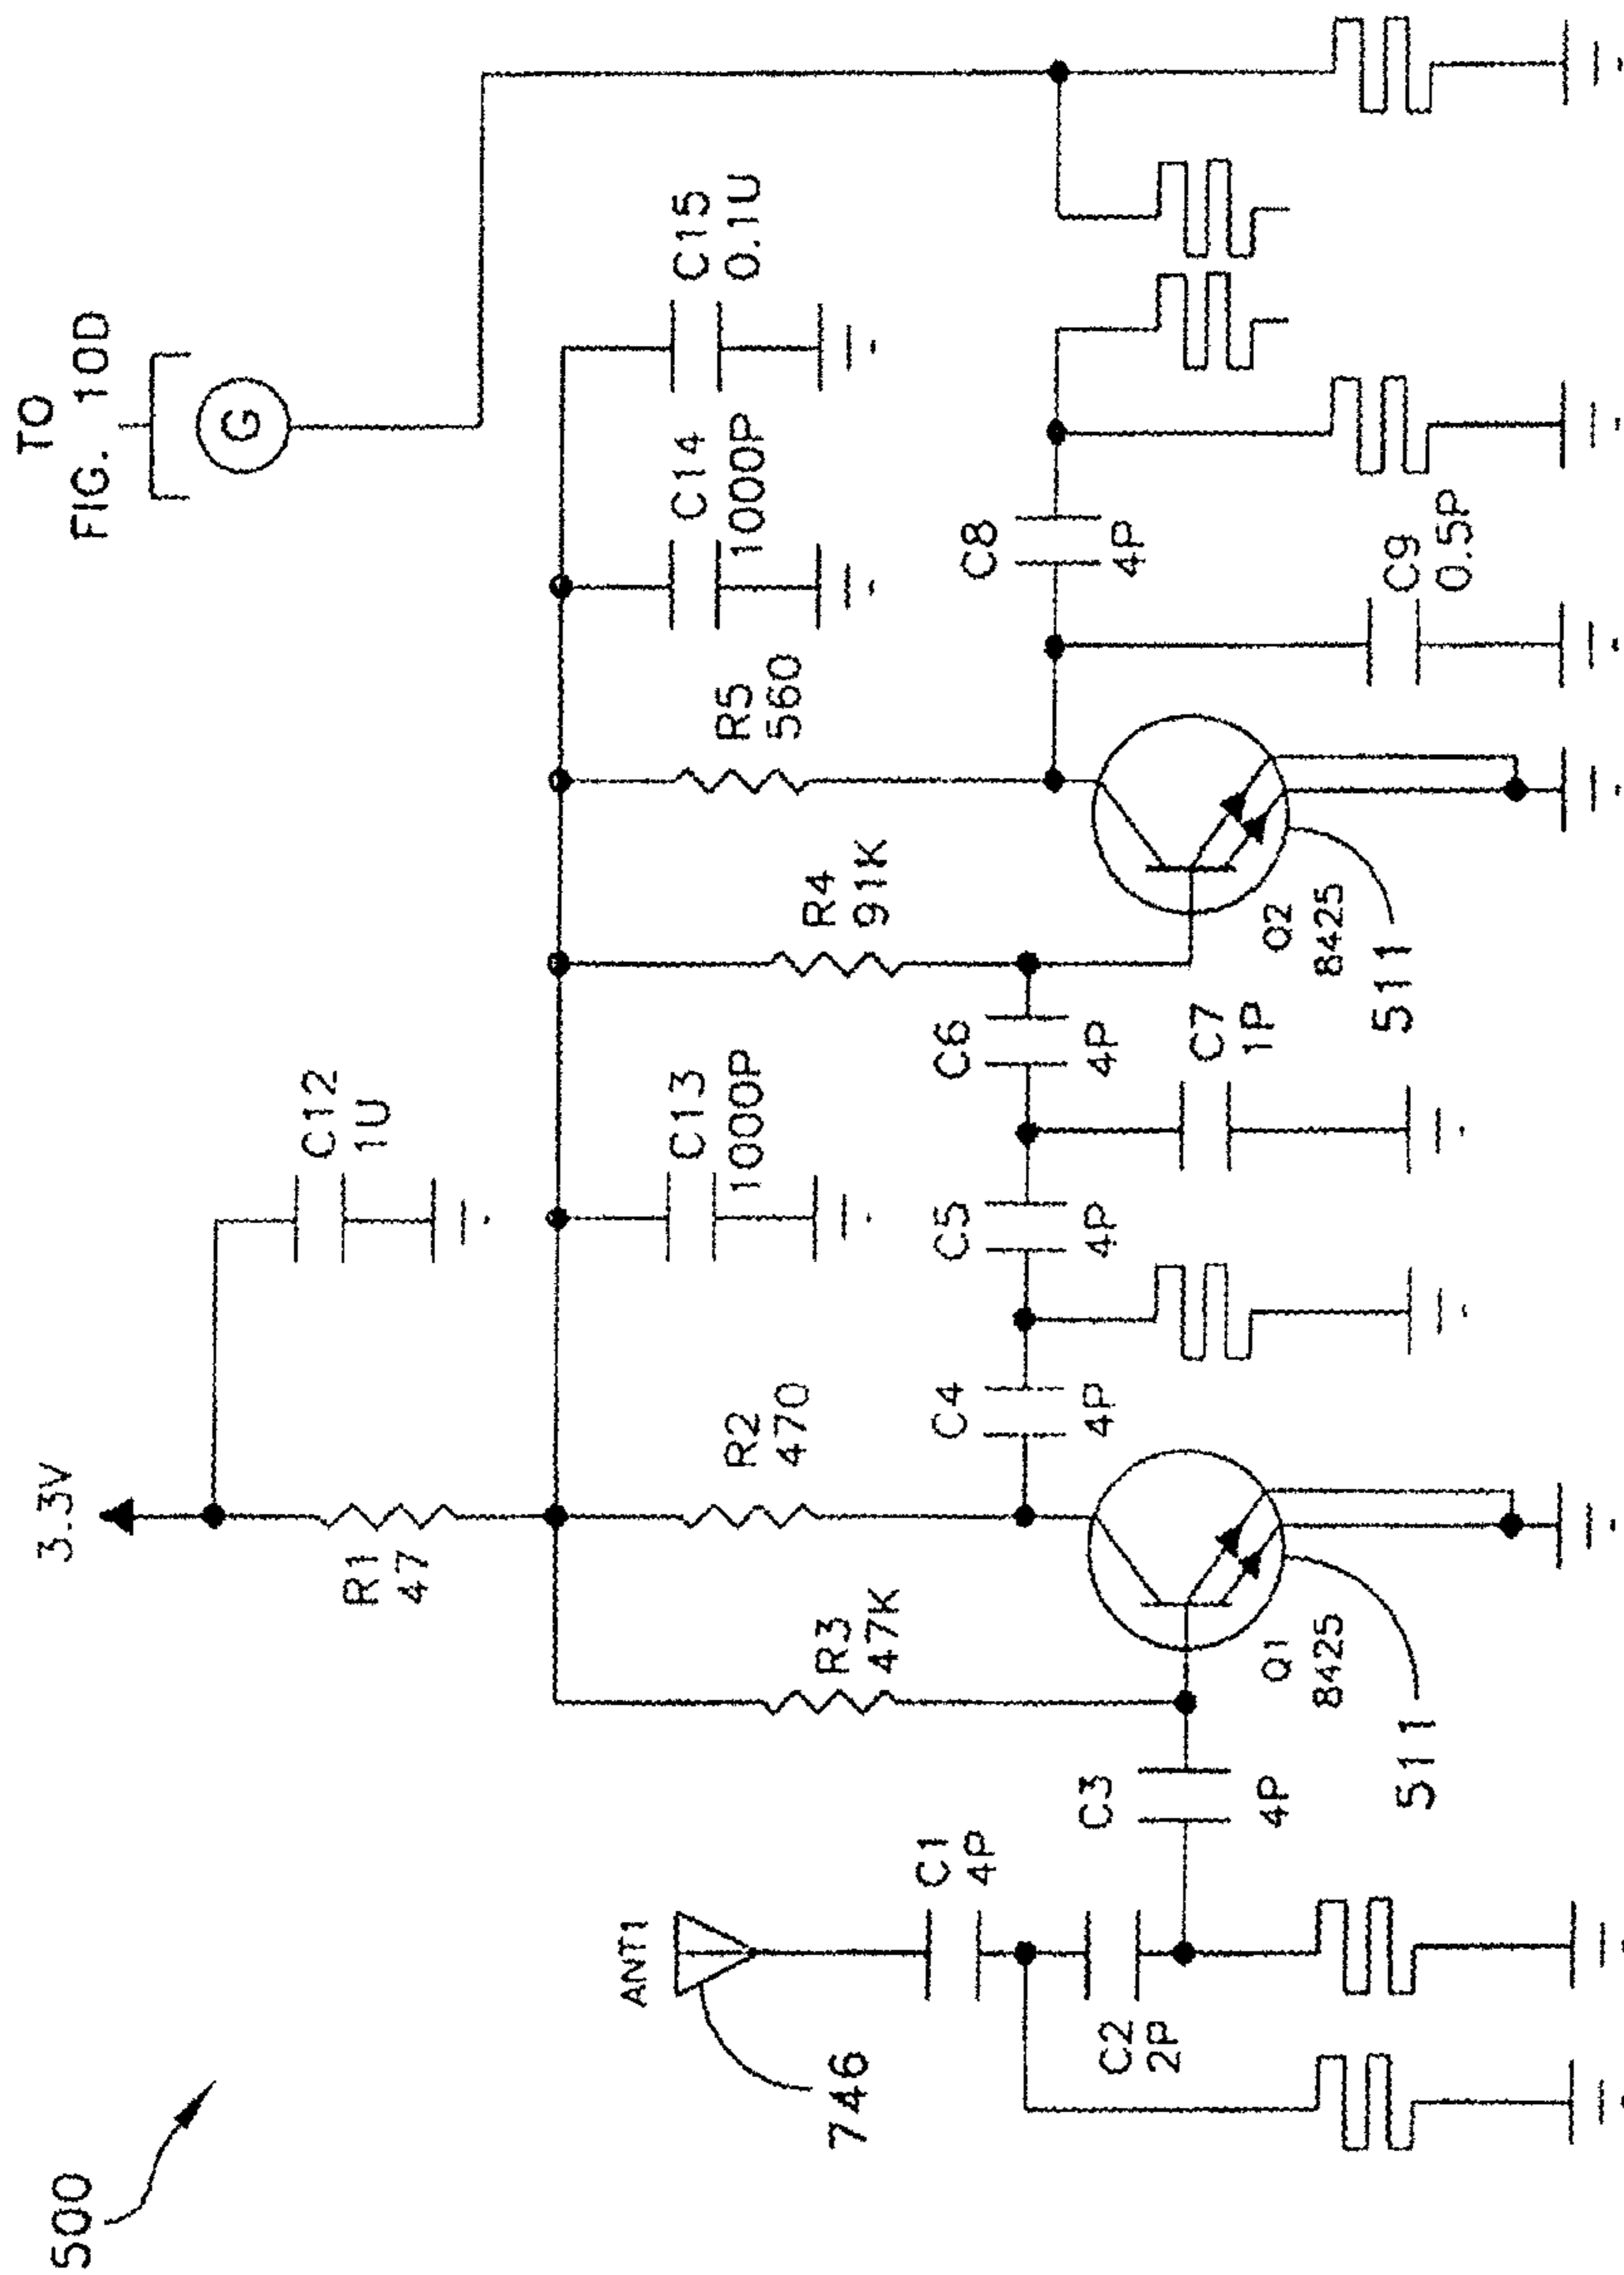 500
TO
FIG. 10D
G
3.3V
C12
1U
R1
47
C13
1000P
C14
1000P
C15
0.1U
R3
47K
R2
470
R4
91K
R5
560
ANT1
746
C1
4P
C2
2P
C3
4P
C4
4P
C5
4P
C6
4P
C7
1P
C8
4P
C9
0.5P
Q1
8425
511
Q2
8425
511